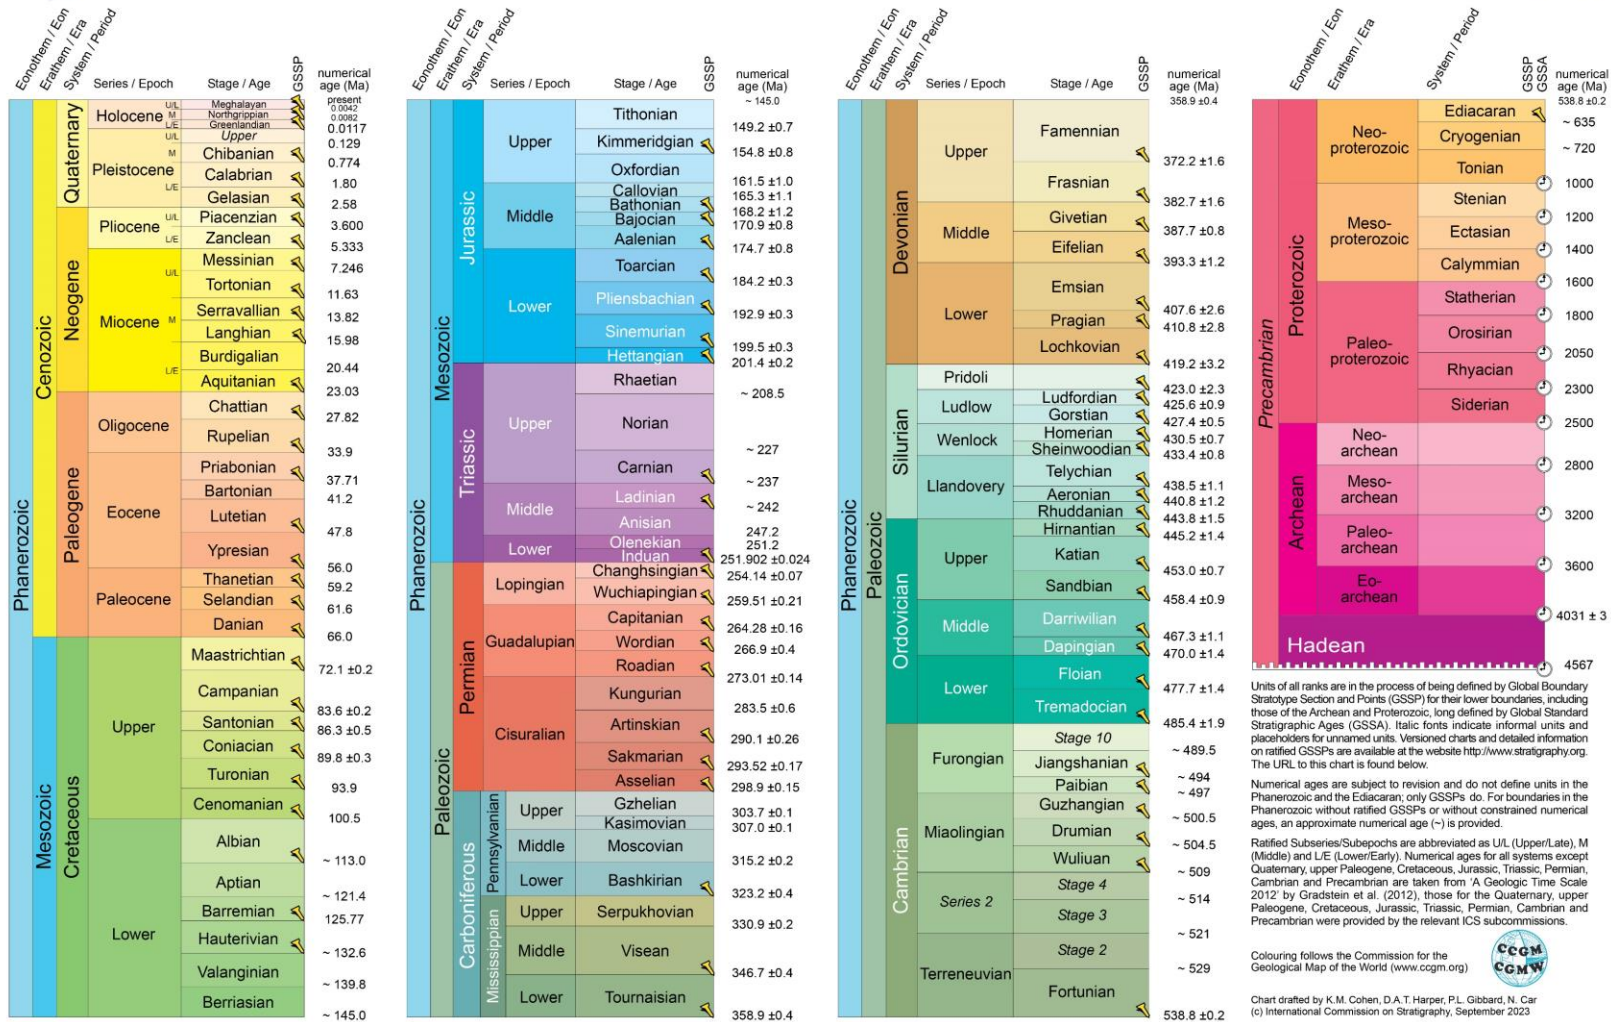 Eonothem / Eon
Erathem / Era
System / Period
Series / Epoch
Stage / Age
GSSP
numerical
age (Ma)
Phanerozoic
Cenozoic
Quaternary
Holocene
U/L
Meghalayan
present
M
Northgrippian
0.0042
L/E
Greenlandian
0.0082
0.0117
Pleistocene
U/L
Upper
0.129
M
Chibanian
0.774
L/E
Calabrian
1.80
Gelasian
2.58
Neogene
Pliocene
U/L
Piacenzian
3.600
L/E
Zanclean
5.333
Miocene
U/L
Messinian
7.246
Tortonian
11.63
M
Serravallian
13.82
Langhian
15.98
L/E
Burdigalian
20.44
Aquitanian
23.03
Paleogene
Oligocene
Chattian
27.82
Rupelian
33.9
Eocene
Priabonian
37.71
Bartonian
41.2
Lutetian
47.8
Ypresian
56.0
Paleocene
Thanetian
59.2
Selandian
61.6
Danian
66.0
Mesozoic
Cretaceous
Upper
Maastrichtian
72.1 ±0.2
Campanian
83.6 ±0.2
Santonian
86.3 ±0.5
Coniacian
89.8 ±0.3
Turonian
93.9
Cenomanian
100.5
Lower
Albian
~ 113.0
Aptian
~ 121.4
Barremian
125.77
Hauterivian
~ 132.6
Valanginian
~ 139.8
Berriasian
~ 145.0
Eonothem / Eon
Erathem / Era
System / Period
Series / Epoch
Stage / Age
GSSP
numerical
age (Ma)
Phanerozoic
Mesozoic
Jurassic
~ 145.0
Upper
Tithonian
149.2 ±0.7
Kimmeridgian
154.8 ±0.8
Oxfordian
161.5 ±1.0
Middle
Callovian
165.3 ±1.1
Bathonian
168.2 ±1.2
Bajocian
170.9 ±0.8
Aalenian
174.7 ±0.8
Lower
Toarcian
184.2 ±0.3
Pliensbachian
192.9 ±0.3
Sinemurian
199.5 ±0.3
Hettangian
201.4 ±0.2
Triassic
Upper
Rhaetian
~ 208.5
Norian
~ 227
Carnian
~ 237
Middle
Ladinian
~ 242
Anisian
247.2
Lower
Olenekian
251.2
Induan
251.902 ±0.024
Paleozoic
Permian
Lopingian
Changhsingian
254.14 ±0.07
Wuchiapingian
259.51 ±0.21
Guadalupian
Capitanian
264.28 ±0.16
Wordian
266.9 ±0.4
Roadian
273.01 ±0.14
Cisuralian
Kungurian
283.5 ±0.6
Artinskian
290.1 ±0.26
Sakmarian
293.52 ±0.17
Asselian
298.9 ±0.15
Carboniferous
Pennsylvanian
Upper
Gzhelian
303.7 ±0.1
Kasimovian
307.0 ±0.1
Middle
Moscovian
315.2 ±0.2
Lower
Bashkirian
323.2 ±0.4
Mississippian
Upper
Serpukhovian
330.9 ±0.2
Middle
Visean
346.7 ±0.4
Lower
Tournaisian
358.9 ±0.4
Eonothem / Eon
Erathem / Era
System / Period
Series / Epoch
Stage / Age
GSSP
numerical
age (Ma)
Phanerozoic
Paleozoic
Devonian
358.9 ±0.4
Upper
Famennian
372.2 ±1.6
Frasnian
382.7 ±1.6
Middle
Givetian
387.7 ±0.8
Eifelian
393.3 ±1.2
Lower
Emsian
407.6 ±2.6
Pragian
410.8 ±2.8
Lochkovian
419.2 ±3.2
Silurian
Pridoli
423.0 ±2.3
Ludlow
Ludfordian
425.6 ±0.9
Gorstian
427.4 ±0.5
Wenlock
Homerian
430.5 ±0.7
Sheinwoodian
433.4 ±0.8
Llandovery
Telychian
438.5 ±1.1
Aeronian
440.8 ±1.2
Rhuddanian
443.8 ±1.5
Ordovician
Upper
Hirnantian
445.2 ±1.4
Katian
453.0 ±0.7
Sandbian
458.4 ±0.9
Middle
Darriwilian
467.3 ±1.1
Dapingian
470.0 ±1.4
Lower
Floian
477.7 ±1.4
Tremadocian
485.4 ±1.9
Cambrian
Furongian
Stage 10
~ 489.5
Jiangshanian
~ 494
Paibian
~ 497
Miaolingian
Guzhangian
~ 500.5
Drumian
~ 504.5
Wuliuan
~ 509
Series 2
Stage 4
~ 514
Stage 3
~ 521
Terreneuvian
Stage 2
~ 529
Fortunian
538.8 ±0.2
Eonothem / Eon
Erathem / Era
System / Period
GSSP
GSSA
numerical
age (Ma)
Precambrian
Proterozoic
538.8 ±0.2
Neo-
proterozoic
Ediacaran
~ 635
Cryogenian
~ 720
Tonian
1000
Meso-
proterozoic
Stenian
1200
Ectasian
1400
Calymmian
1600
Paleo-
proterozoic
Statherian
1800
Orosirian
2050
Rhyacian
2300
Siderian
2500
Archean
Neo-
archean
2800
Meso-
archean
3200
Paleo-
archean
3600
Eo-
archean
4031 ± 3
Hadean
4567
Units of all ranks are in the process of being defined by Global Boundary
Stratotype Section and Points (GSSP) for their lower boundaries, including
those of the Archean and Proterozoic, long defined by Global Standard
Stratigraphic Ages (GSSA). Italic fonts indicate informal units and
placeholders for unnamed units. Versioned charts and detailed information
on ratified GSSPs are available at the website http://www.stratigraphy.org.
The URL to this chart is found below.
Numerical ages are subject to revision and do not define units in the
Phanerozoic and the Ediacaran; only GSSPs do. For boundaries in the
Phanerozoic without ratified GSSPs or without constrained numerical
ages, an approximate numerical age (~) is provided.
Ratified Subseries/Subepochs are abbreviated as U/L (Upper/Late), M
(Middle) and L/E (Lower/Early). Numerical ages for all systems except
Quaternary, upper Paleogene, Cretaceous, Jurassic, Triassic, Permian,
Cambrian and Precambrian are taken from 'A Geologic Time Scale
2012' by Gradstein et al. (2012), those for the Quaternary, upper
Paleogene, Cretaceous, Jurassic, Triassic, Permian, Cambrian and
Precambrian were provided by the relevant ICS subcommissions.
Colouring follows the Commission for the
Geological Map of the World (www.ccgm.org)
CCGM
CGMW
Chart drafted by K.M. Cohen, D.A.T. Harper, P.L. Gibbard, N. Car
(c) International Commission on Stratigraphy, September 2023